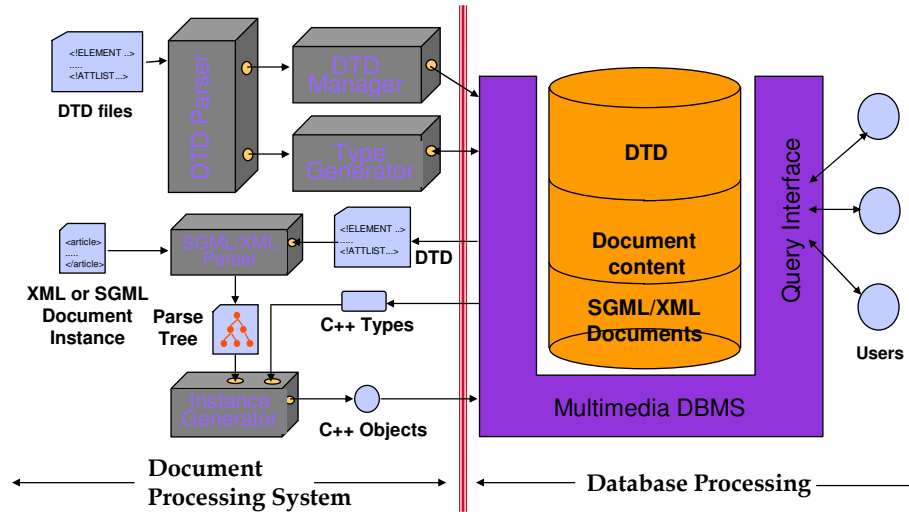 <!ELEMENT ..>
.....
<!ATTLIST...>
DTD files
DTD Parser
DTD
Manager
Type
Generator
<article>
.....
</article>
XML or SGML
Document
Instance
SGML/XML
Parser
<!ELEMENT ..>
.....
<!ATTLIST...>
DTD
Parse
Tree
C++ Types
Instance
Generator
C++ Objects
Document
Processing System
DTD
Document
content
SGML/XML
Documents
Multimedia DBMS
Query Interface
Users
Database Processing